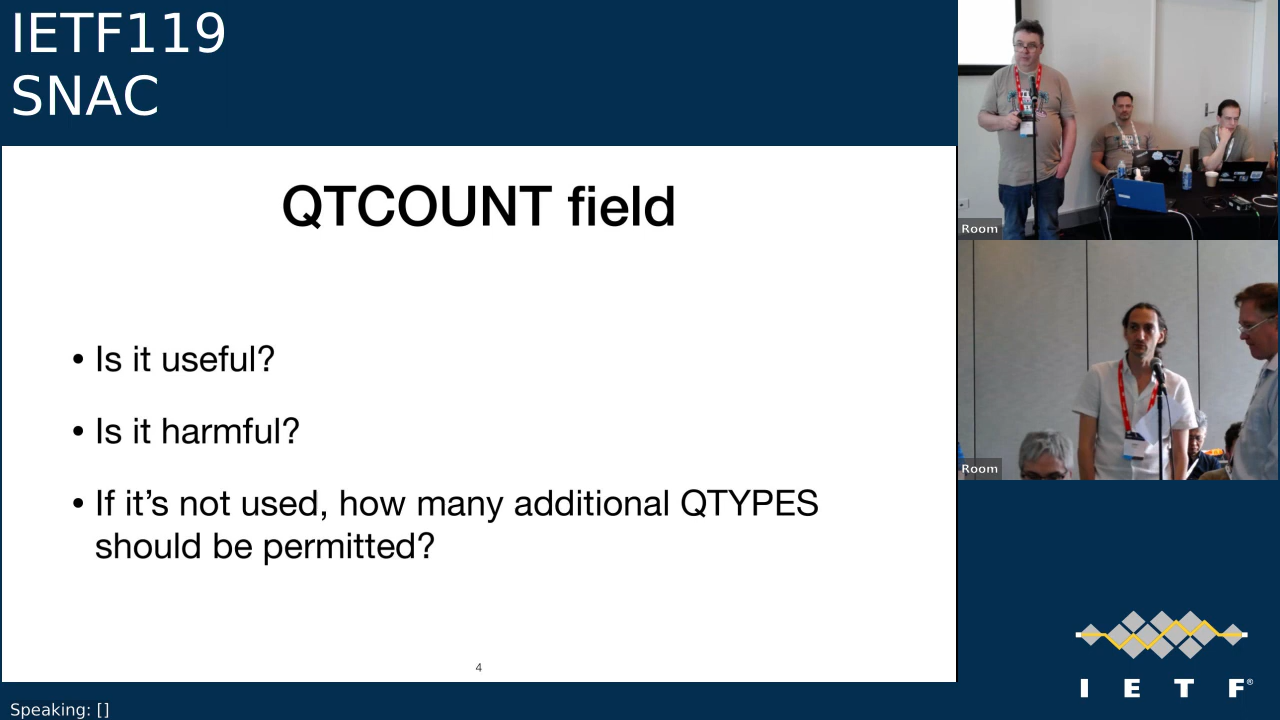 IETF119
SNAC
QTCOUNT field
• Is it useful?
• Is it harmful?
• If it’s not used, how many additional QTYPES
should be permitted?
4
Room
Room
I E T F®
Speaking: []